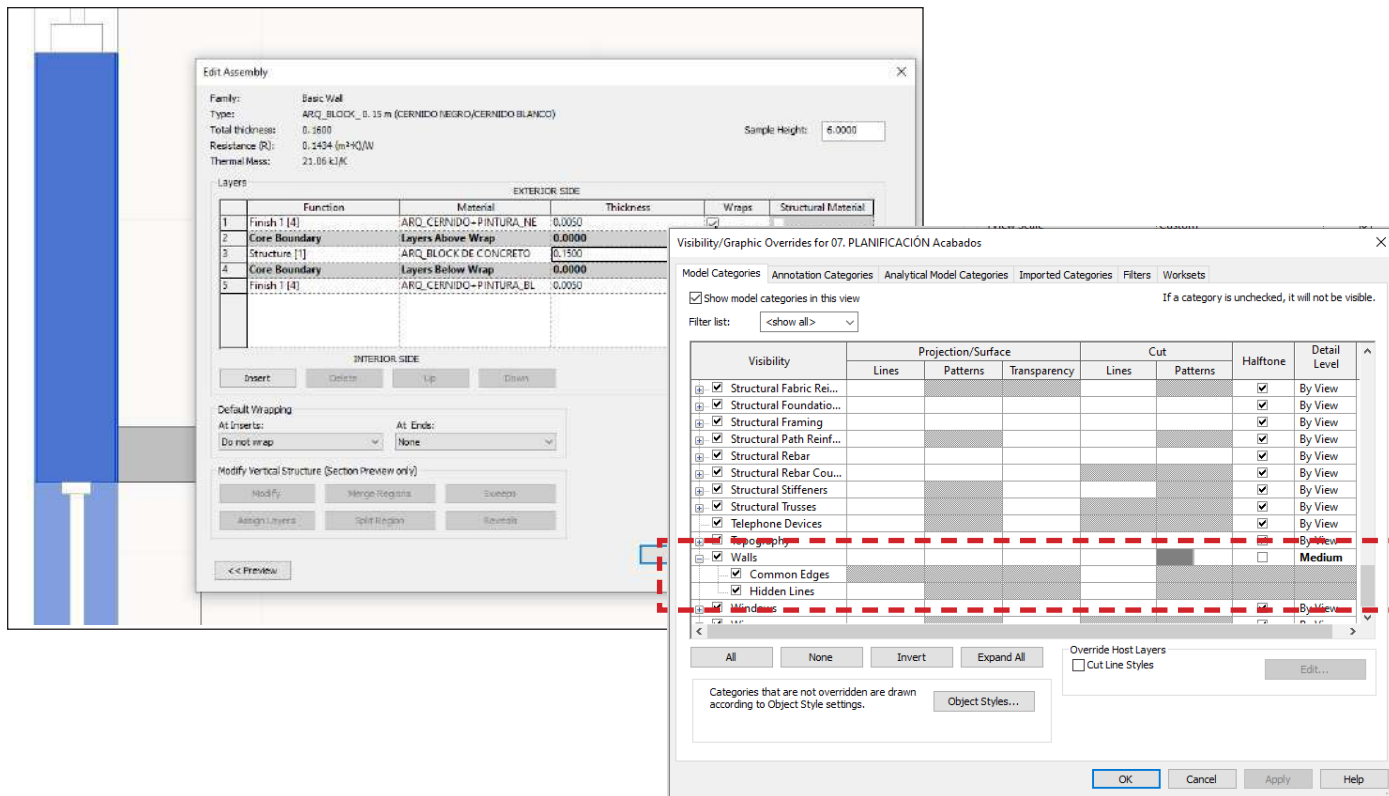 Edit Assembly
Family: Basic Wall
Type: ARQ_BLOCK_0.15 m (CERNIDO NEGRO/CERNIDO BLANCO)
Total thickness: 0.1600 Sample Height: 6.0000
Resistance (R): 0.1434 (m²·K)/W
Thermal Mass: 21.06 kJ/K
Layers
EXTERIOR SIDE
Function Material Thickness Wraps Structural Material
1 Finish 1 [4] ARQ_CERNIDO+PINTURA_NE 0.0050
2 Core Boundary Layers Above Wrap 0.0000
3 Structure [1] ARQ_BLOCK DE CONCRETO 0.1500
4 Core Boundary Layers Below Wrap 0.0000
5 Finish 1 [4] ARQ_CERNIDO+PINTURA_BL 0.0050
INTERIOR SIDE
Insert Delete Up Down
Default Wrapping
At Inserts: At Ends:
Do not wrap None
Modify Vertical Structure (Section Preview only)
Modify Merge Regions Sweeps
Assign Layers Split Region Reveals
<< Preview
View Scale Custom
Visibility/Graphic Overrides for 07. PLANIFICACIÓN Acabados
Model Categories Annotation Categories Analytical Model Categories Imported Categories Filters Worksets
Show model categories in this view If a category is unchecked, it will not be visible.
Filter list: <show all>
Visibility Projection/Surface Cut Halftone Detail Level
Lines Patterns Transparency Lines Patterns
Structural Fabric Rei... By View
Structural Foundatio... By View
Structural Framing By View
Structural Path Reinf... By View
Structural Rebar By View
Structural Rebar Cou... By View
Structural Stiffeners By View
Structural Trusses By View
Telephone Devices By View
Topography By View
Walls Medium
Common Edges
Hidden Lines
Windows By View
All None Invert Expand All
Override Host Layers
Cut Line Styles Edit...
Categories that are not overridden are drawn
according to Object Style settings.
Object Styles...
OK Cancel Apply Help